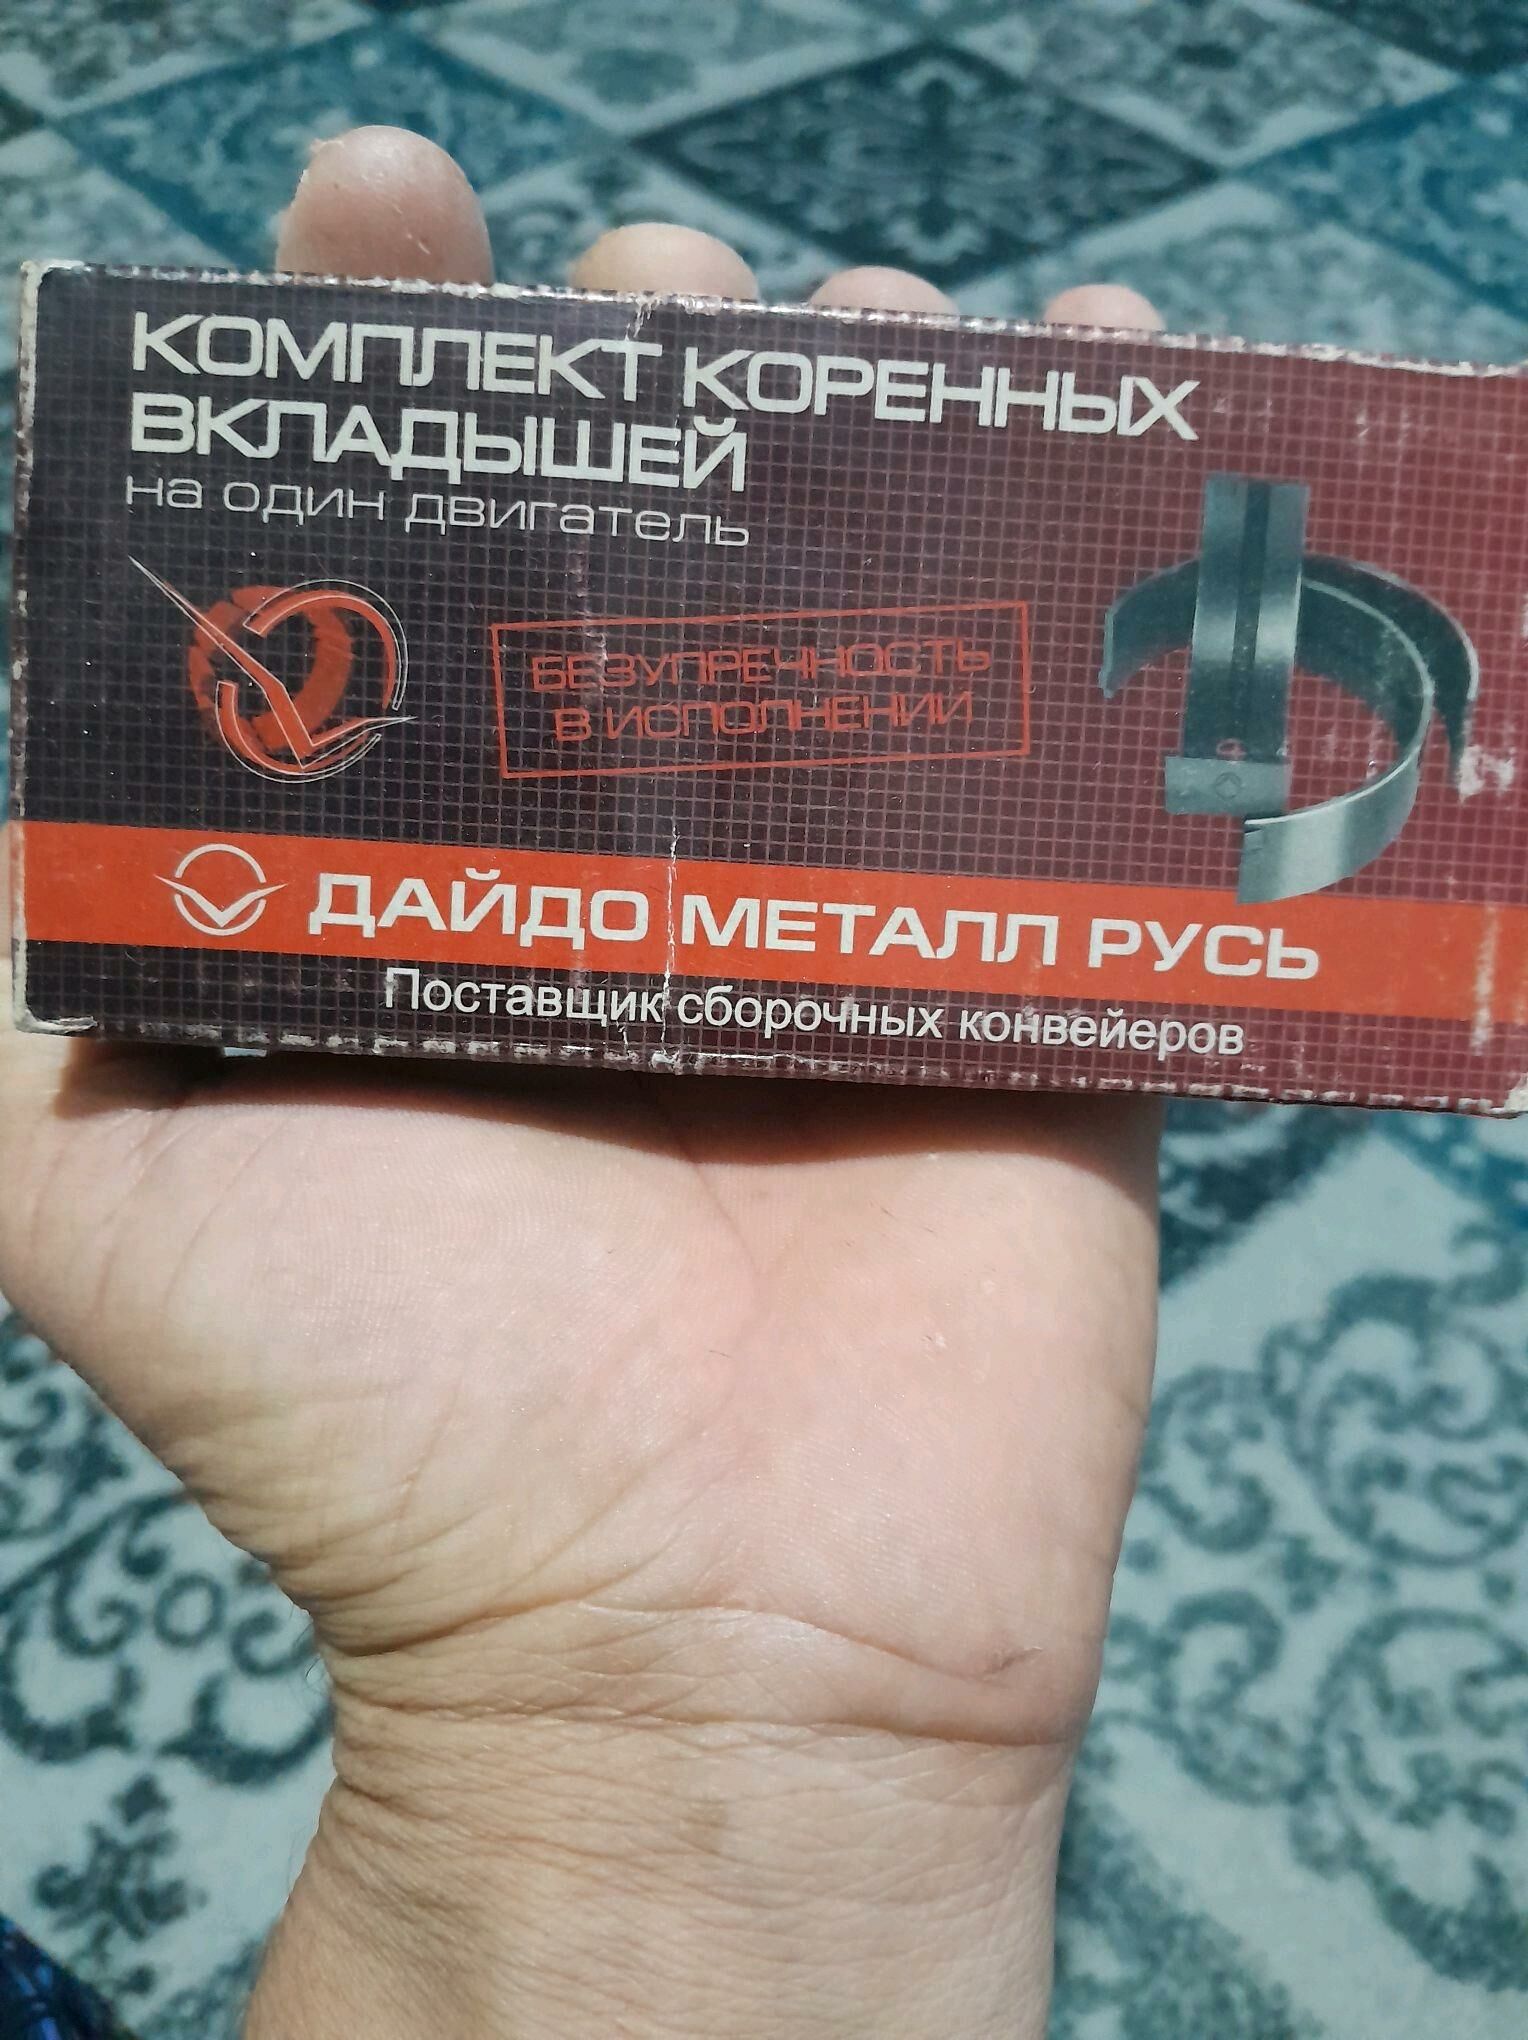 КОМПЛЕКТ КОРЕННЫХ
ВКЛАДЫШЕЙ
на один двигатель
БЕЗУПРЕЧНОСТЬ
В ИСПОЛНЕНИИ
ДАЙДО МЕТАЛЛ РУСЬ
Поставщик сборочных конвейеров